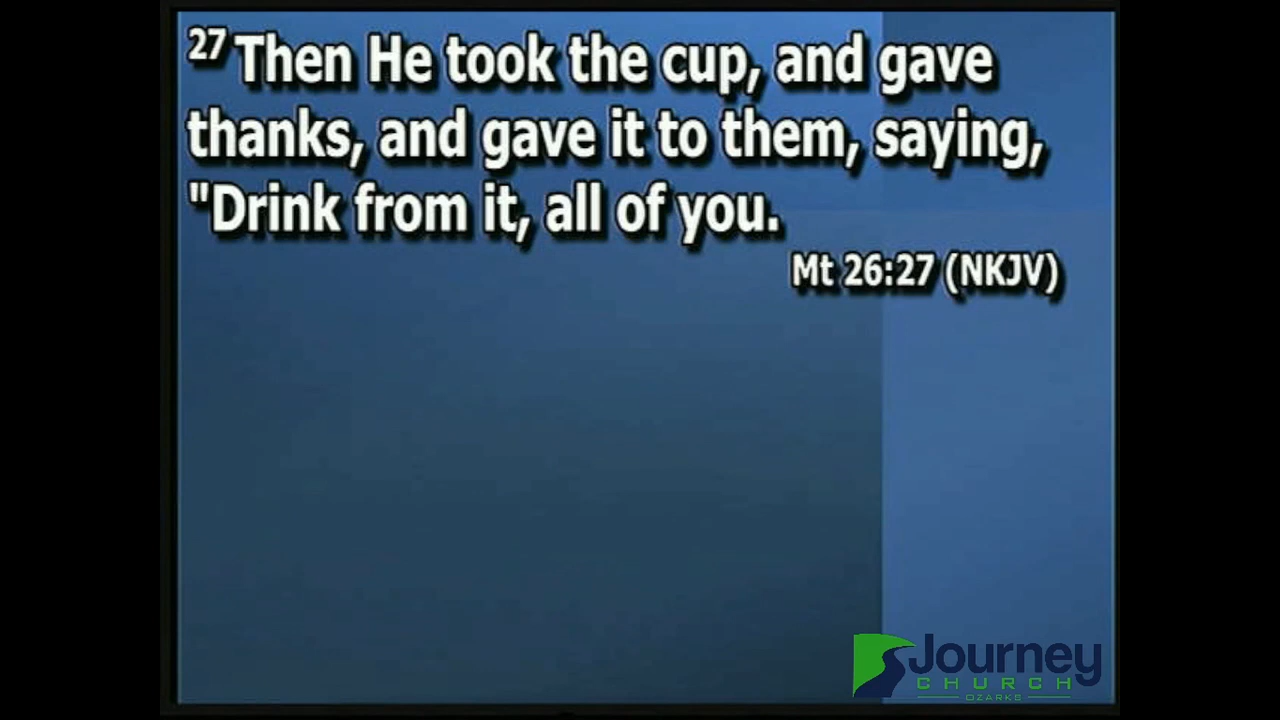 27 Then He took the cup, and gave
thanks, and gave it to them, saying,
"Drink from it, all of you.
Mt 26:27 (NKJV)
Journey
CHURCH
OZARKS